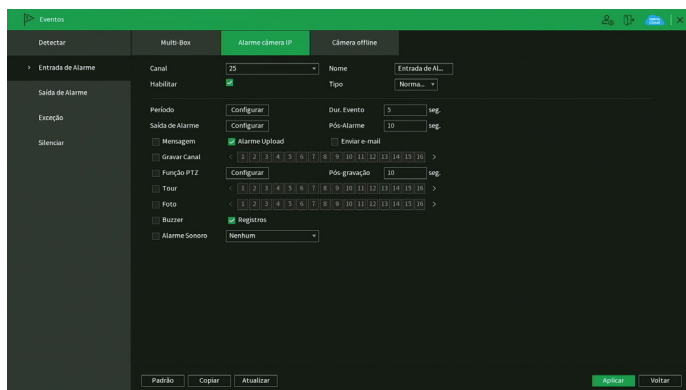 Eventos
Detectar
Multi-Box
Alarme câmera IP
Câmera offline
Entrada de Alarme
Saída de Alarme
Exceção
Silenciar
Canal 25 Nome Entrada de Al...
Habilitar Tipo Norma...
Período Configurar Dur. Evento 5 seg.
Saída de Alarme Configurar Pós-Alarme 10 seg.
Mensagem Alarme Upload Enviar e-mail
Gravar Canal < 1 2 3 4 5 6 7 8 9 10 11 12 13 14 15 16 >
Função PTZ Configurar Pós-gravação 10 seg.
Tour < 1 2 3 4 5 6 7 8 9 10 11 12 13 14 15 16 >
Foto < 1 2 3 4 5 6 7 8 9 10 11 12 13 14 15 16 >
Buzzer Registros
Alarme Sonoro Nenhum
Padrão Copiar Atualizar Aplicar Voltar